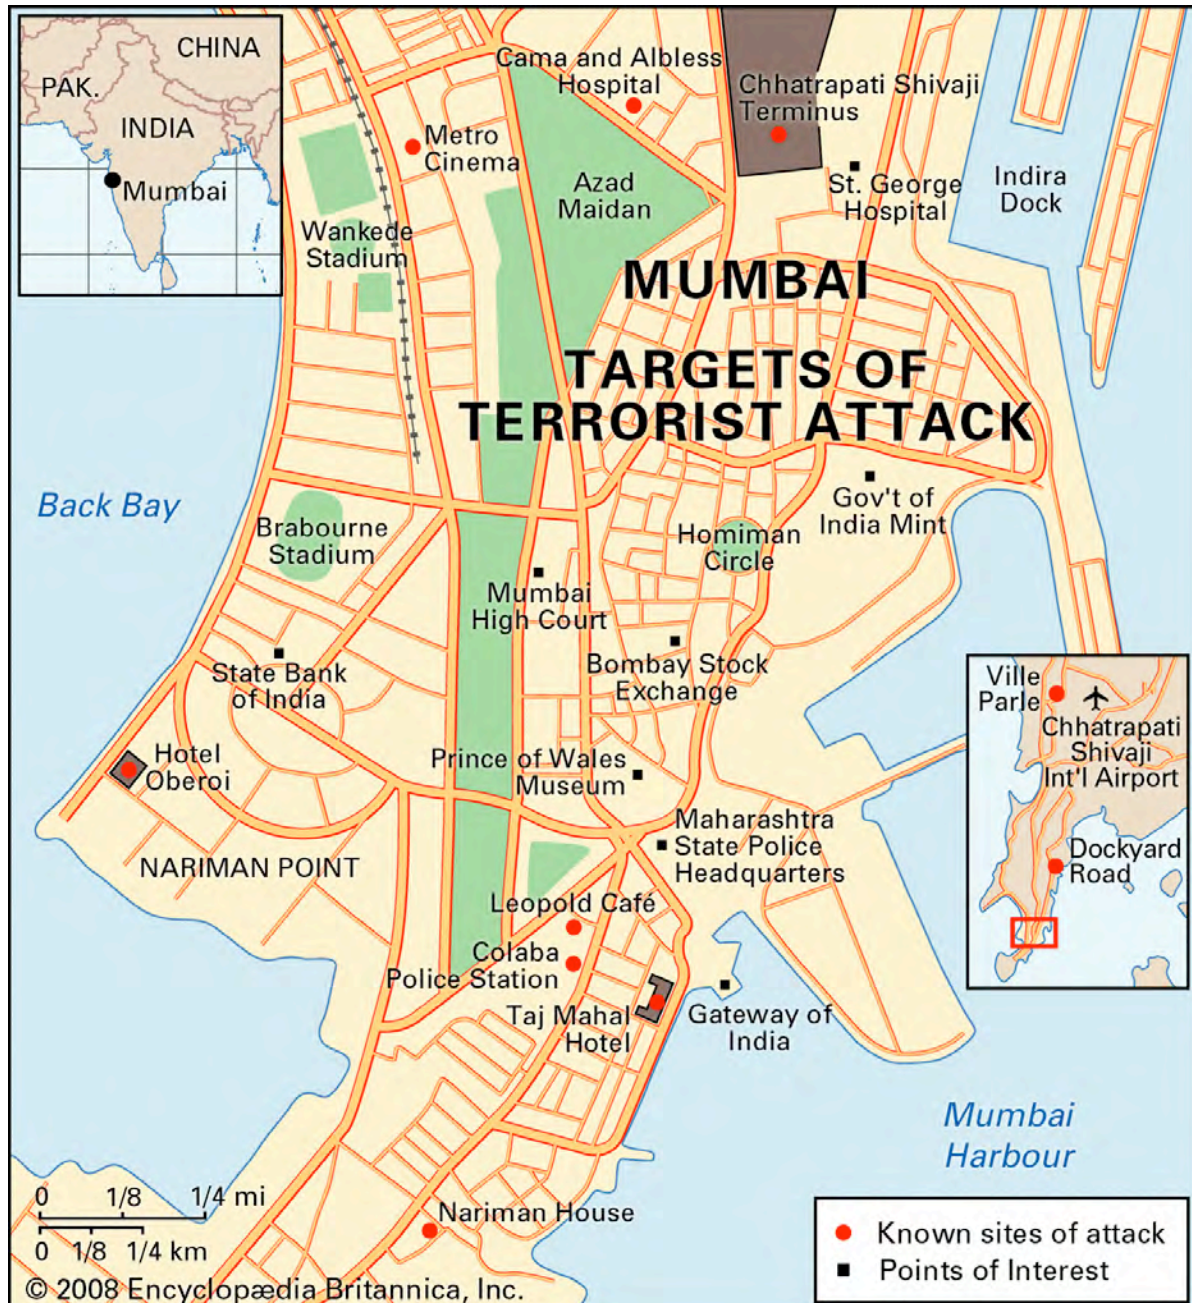 CHINA
PAK.
INDIA
Mumbai
Cama and Albless
Hospital
Chhatrapati Shivaji
Terminus
Metro
Cinema
Azad
Maidan
St. George
Hospital
Indira
Dock
Wankede
Stadium
MUMBAI
TARGETS OF
TERRORIST ATTACK
Back Bay
Brabourne
Stadium
Gov't of
India Mint
Homiman
Circle
Mumbai
High Court
State Bank
of India
Bombay Stock
Exchange
Ville
Parle
Chhatrapati
Shivaji
Int'l Airport
Hotel
Oberoi
Prince of Wales
Museum
Maharashtra
State Police
Headquarters
Dockyard
Road
NARIMAN POINT
Leopold Café
Colaba
Police Station
Taj Mahal
Hotel
Gateway of
India
Mumbai
Harbour
0 1/8 1/4 mi
0 1/8 1/4 km
Nariman House
Known sites of attack
Points of Interest
© 2008 Encyclopædia Britannica, Inc.